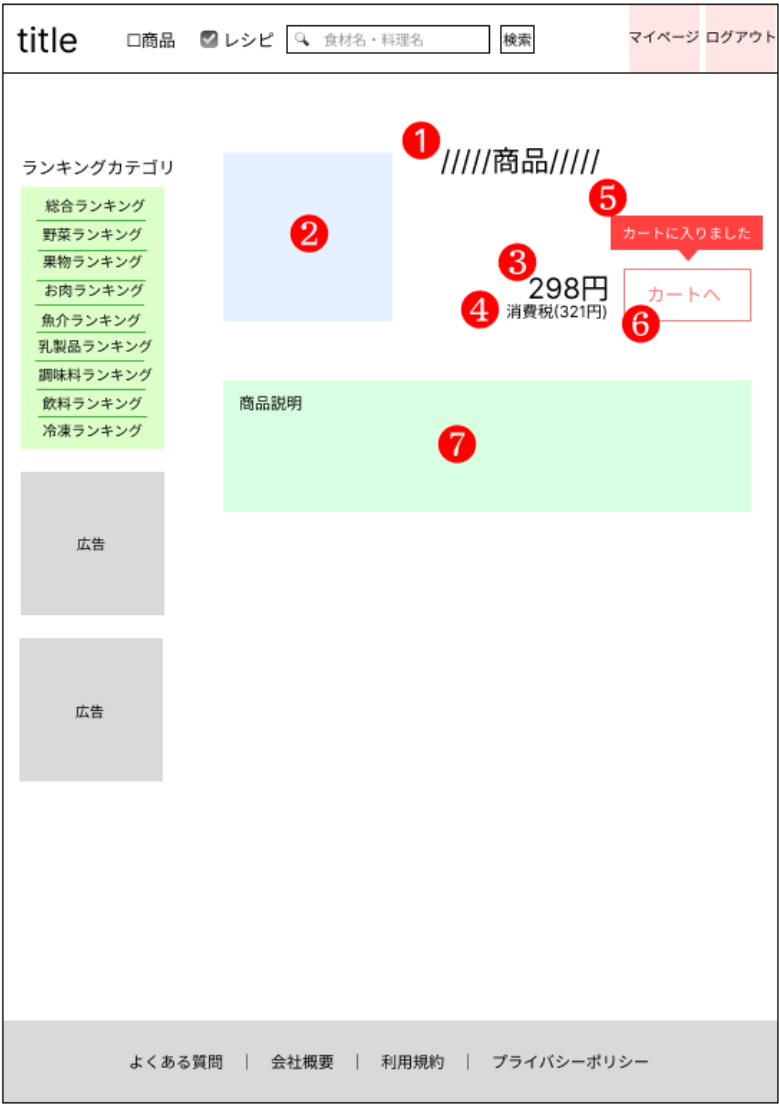 title
□商品
レシピ
食材名・料理名
検索
マイページ
ログアウト
ランキングカテゴリ
総合ランキング
野菜ランキング
果物ランキング
お肉ランキング
魚介ランキング
乳製品ランキング
調味料ランキング
飲料ランキング
冷凍ランキング
広告
広告
1
/////商品/////
2
5
カートに入りました
3
298円
4
消費税(321円)
カートへ
6
商品説明
7
よくある質問 | 会社概要 | 利用規約 | プライバシーポリシー